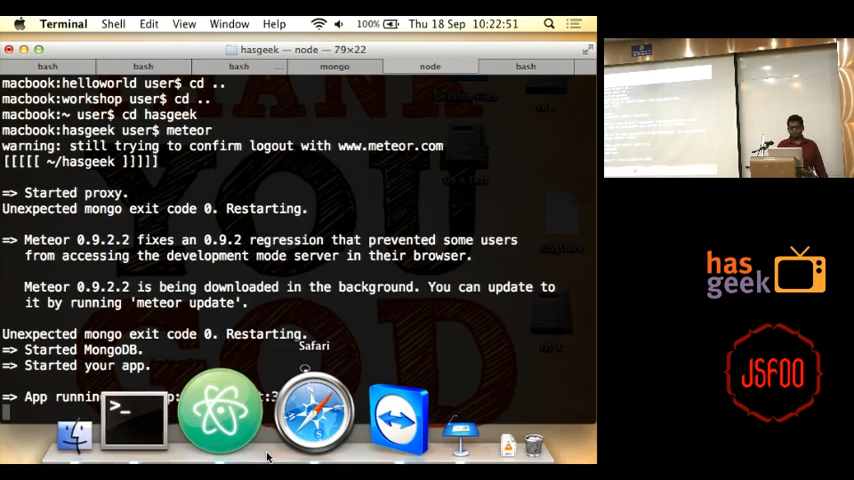 Terminal Shell Edit View Window Help 100% Thu 18 Sep 10:22:51
hasgeek — node — 79×22
bash bash bash ... mongo node bash
macbook:helloworld user$ cd ..
macbook:workshop user$ cd ..
macbook:~ user$ cd hasgeek
macbook:hasgeek user$ meteor
warning: still trying to confirm logout with www.meteor.com
[[[[[ ~/hasgeek ]]]]]
=> Started proxy.
Unexpected mongo exit code 0. Restarting.
=> Meteor 0.9.2.2 fixes an 0.9.2 regression that prevented some users
from accessing the development mode server in their browser.
Meteor 0.9.2.2 is being downloaded in the background. You can update to
it by running 'meteor update'.
Unexpected mongo exit code 0. Restarting.
=> Started MongoDB.
=> Started your app.
=> App running
Safari
>_
THANK
YOU
GOD
has
geek
JSFOO